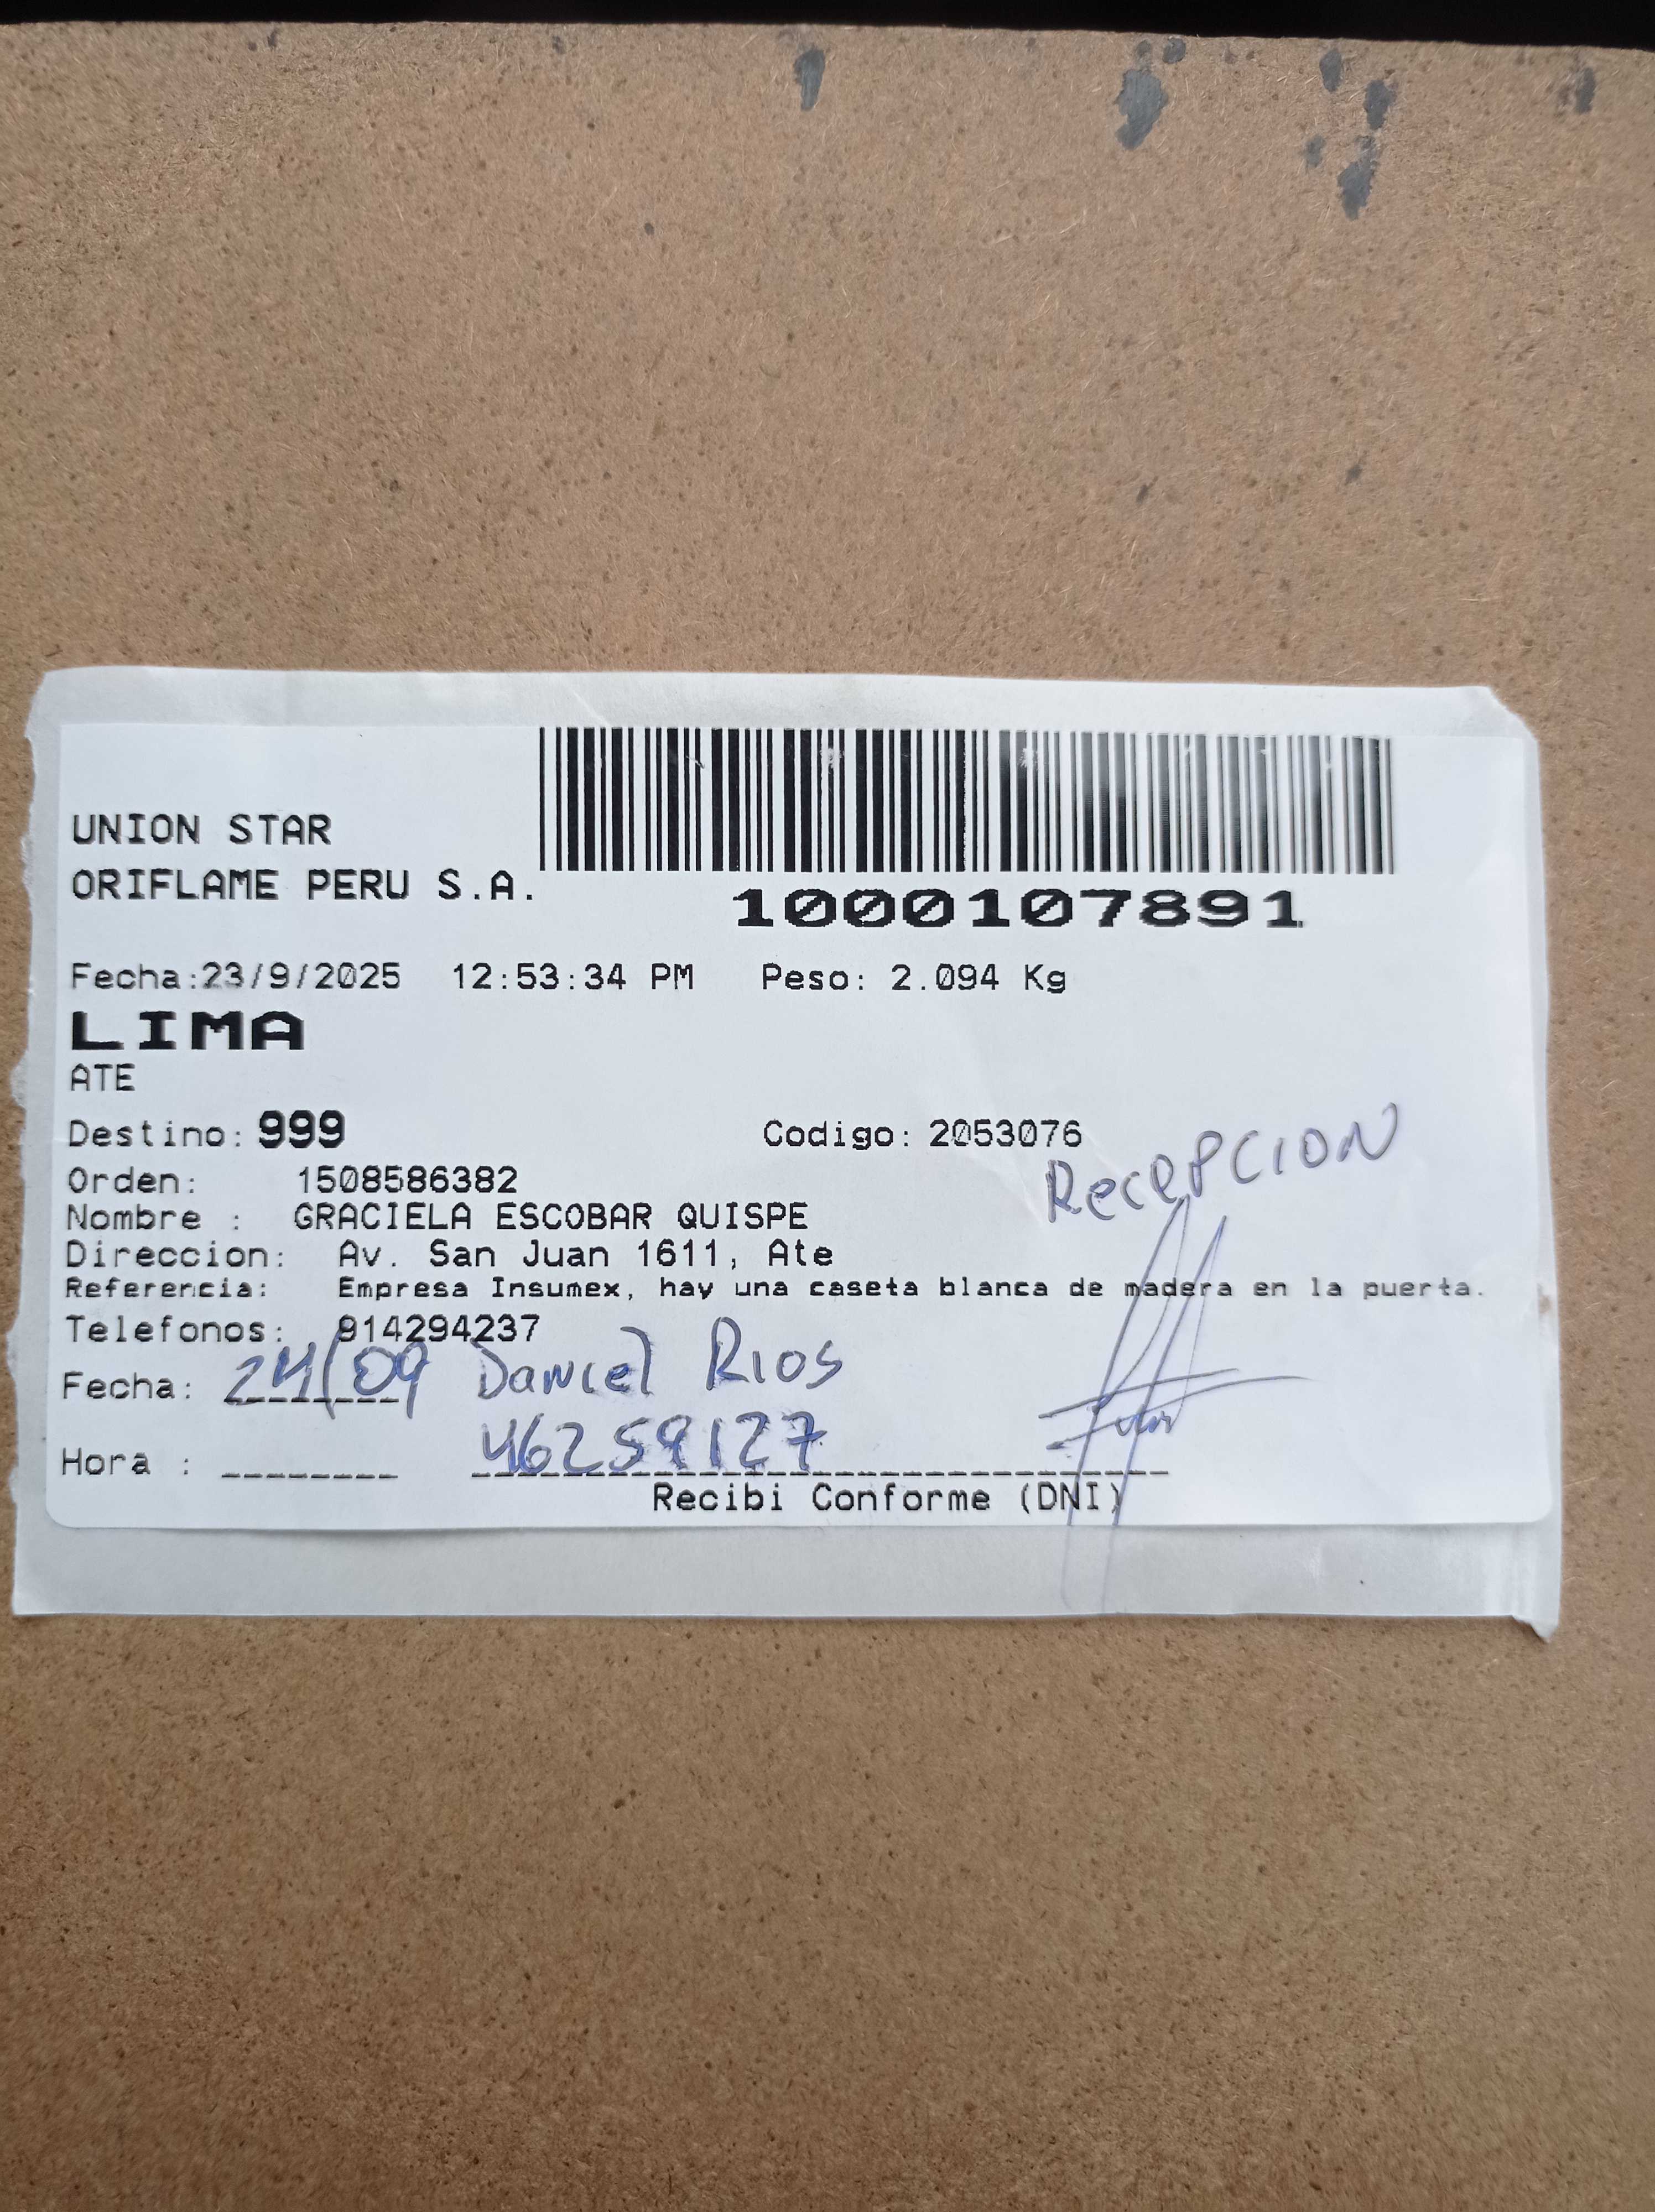 UNION STAR
ORIFLAME PERU S.A.
1000107891
Fecha:23/9/2025 12:53:34 PM Peso: 2.094 Kg
LIMA
ATE
Destino: 999 Codigo: 2053076
RecePCION
Orden: 1508586382
Nombre : GRACIELA ESCOBAR QUISPE
Direccion: Av. San Juan 1611, Ate
Referencia: Empresa Insumex, hay una caseta blanca de madera en la puerta.
Telefonos: 914294237
Fecha: 24/09 Daniel RIOS
Hora : 46259127
Recibi Conforme (DNI)